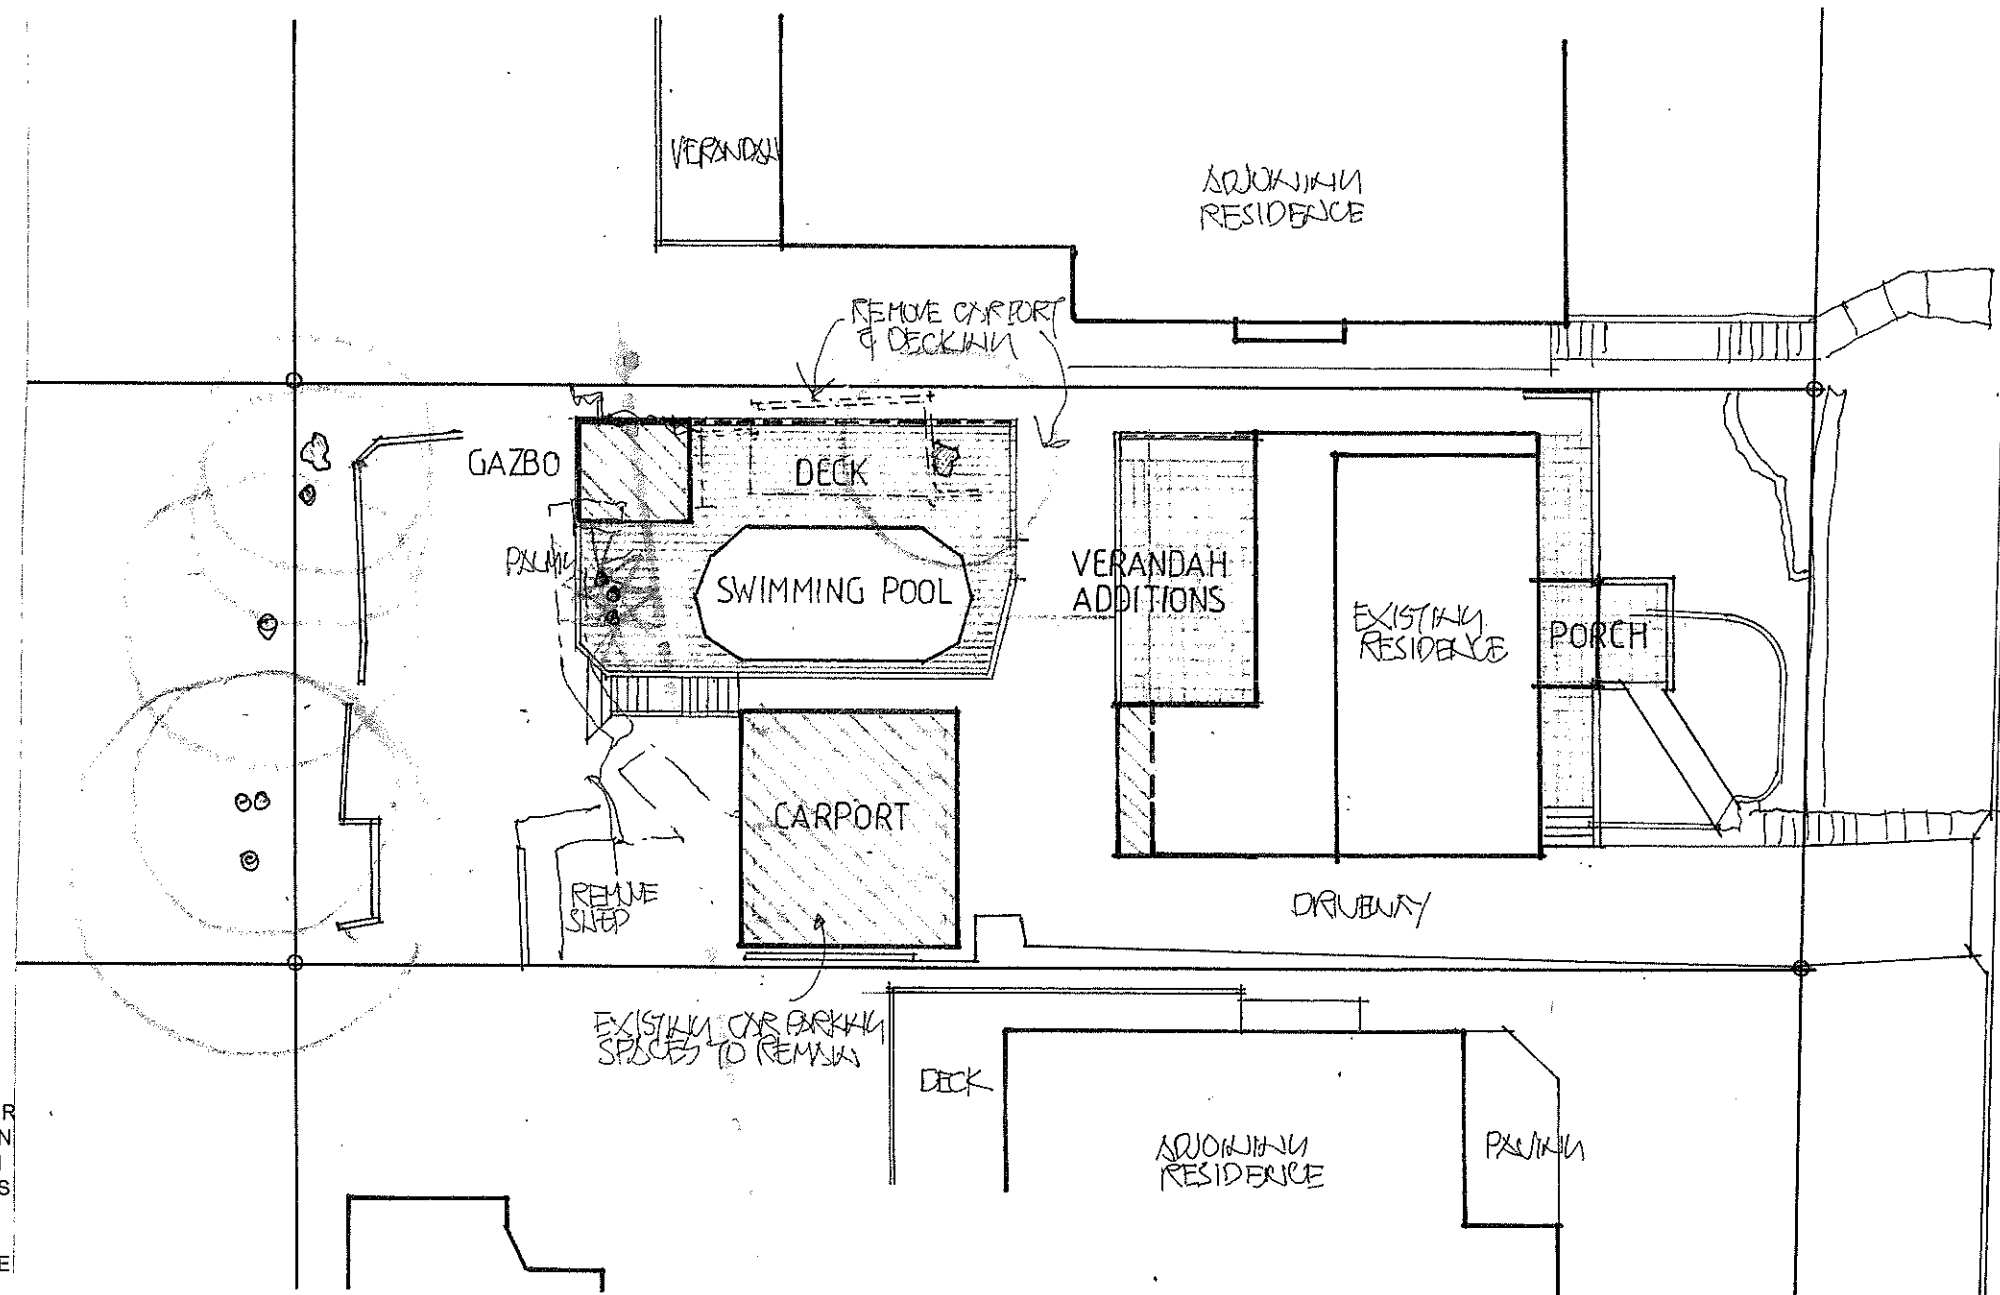 VERANDAH
ADJOINING
RESIDENCE
REMOVE CARPORT
& DECKING
GAZBO
DECK
PAVING
SWIMMING POOL
VERANDAH
ADDITIONS
EXISTING
RESIDENCE
PORCH
CARPORT
REMOVE
SHED
DRIVEWAY
EXISTING CAR PARKING
SPACES TO REMAIN
DECK
ADJOINING
RESIDENCE
PAVING
R
N
I
S
E